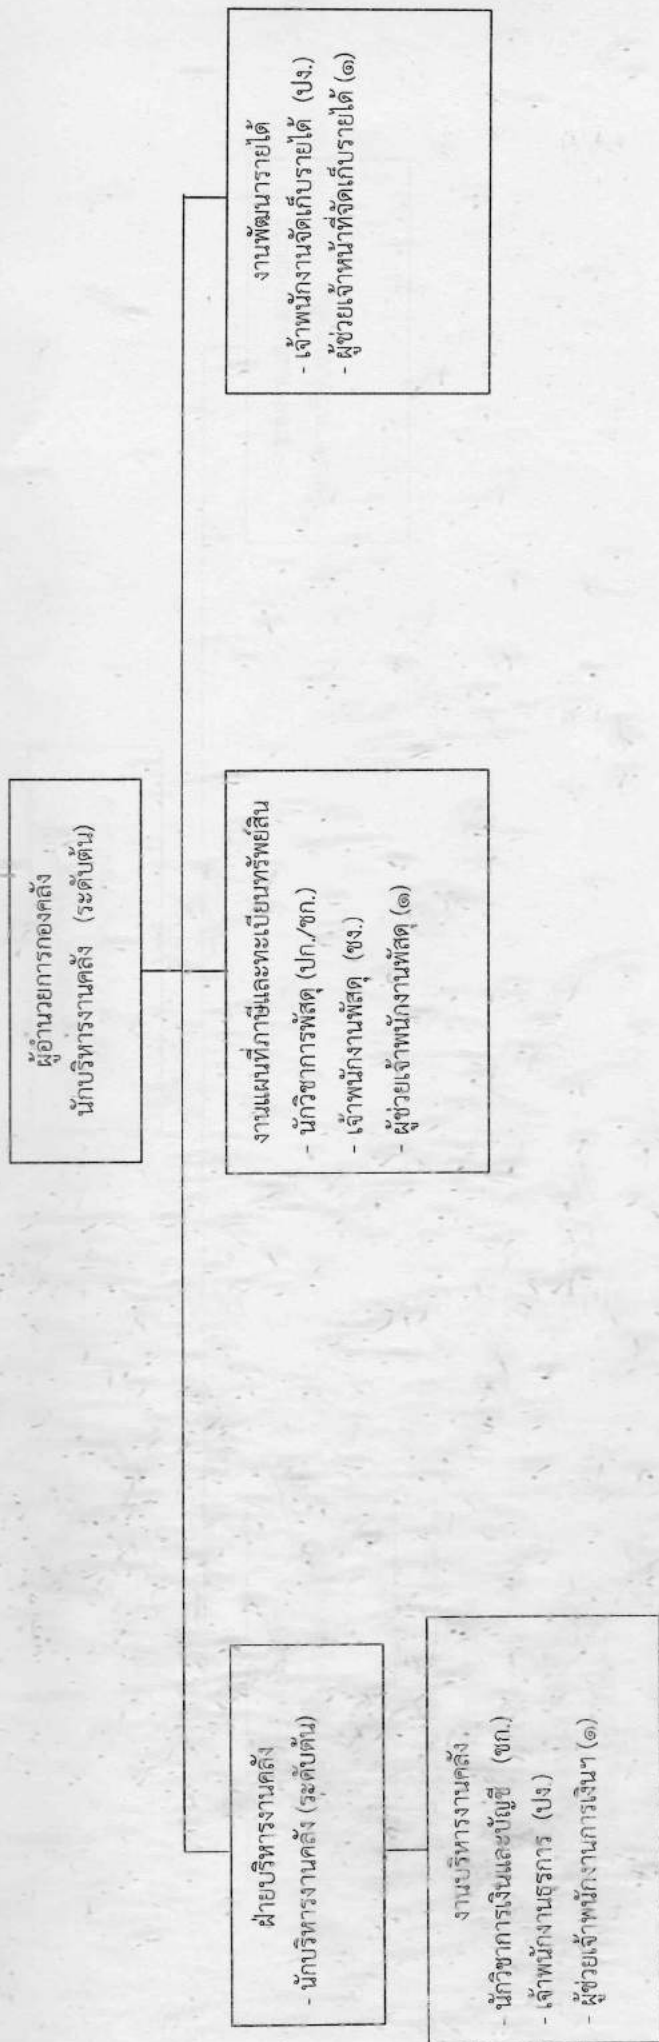 ผู้อำนวยการกองคลัง
นักบริหารงานคลัง (ระดับต้น)
ฝ่ายบริหารงานคลัง
- นักบริหารงานคลัง (ระดับต้น)
งานบริหารงานคลัง
- นักวิชาการเงินและบัญชี (ชก.)
- เจ้าพนักงานธุรการ (ปง.)
- ผู้ช่วยเจ้าพนักงานการเงินฯ (๑)
งานแผนที่ภาษีและทะเบียนทรัพย์สิน
- นักวิชาการพัสดุ (ปก./ชก.)
- เจ้าพนักงานพัสดุ (ชง.)
- ผู้ช่วยเจ้าพนักงานพัสดุ (๑)
งานพัฒนารายได้
- เจ้าพนักงานจัดเก็บรายได้ (ปง.)
- ผู้ช่วยเจ้าหน้าที่จัดเก็บรายได้ (๑)